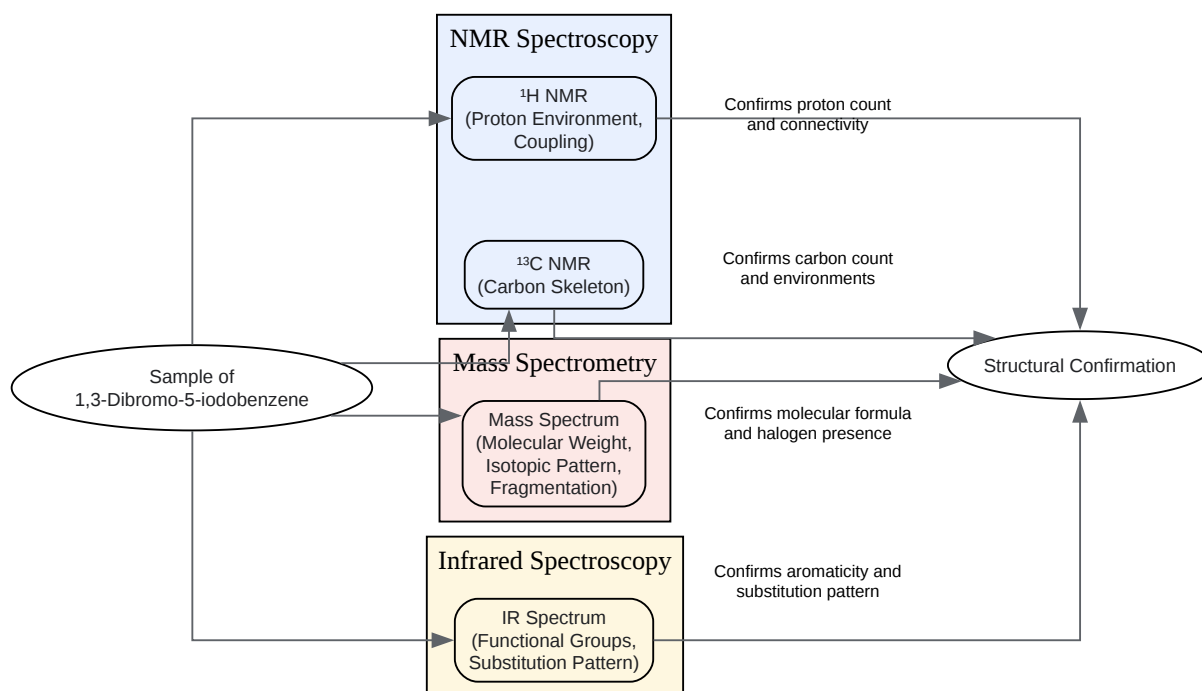 NMR Spectroscopy
¹H NMR
(Proton Environment,
Coupling)
Confirms proton count
and connectivity
¹³C NMR
(Carbon Skeleton)
Confirms carbon count
and environments
Sample of
1,3-Dibromo-5-iodobenzene
Mass Spectrometry
Mass Spectrum
(Molecular Weight,
Isotopic Pattern,
Fragmentation)
Confirms molecular formula
and halogen presence
Structural Confirmation
Infrared Spectroscopy
IR Spectrum
(Functional Groups,
Substitution Pattern)
Confirms aromaticity and
substitution pattern